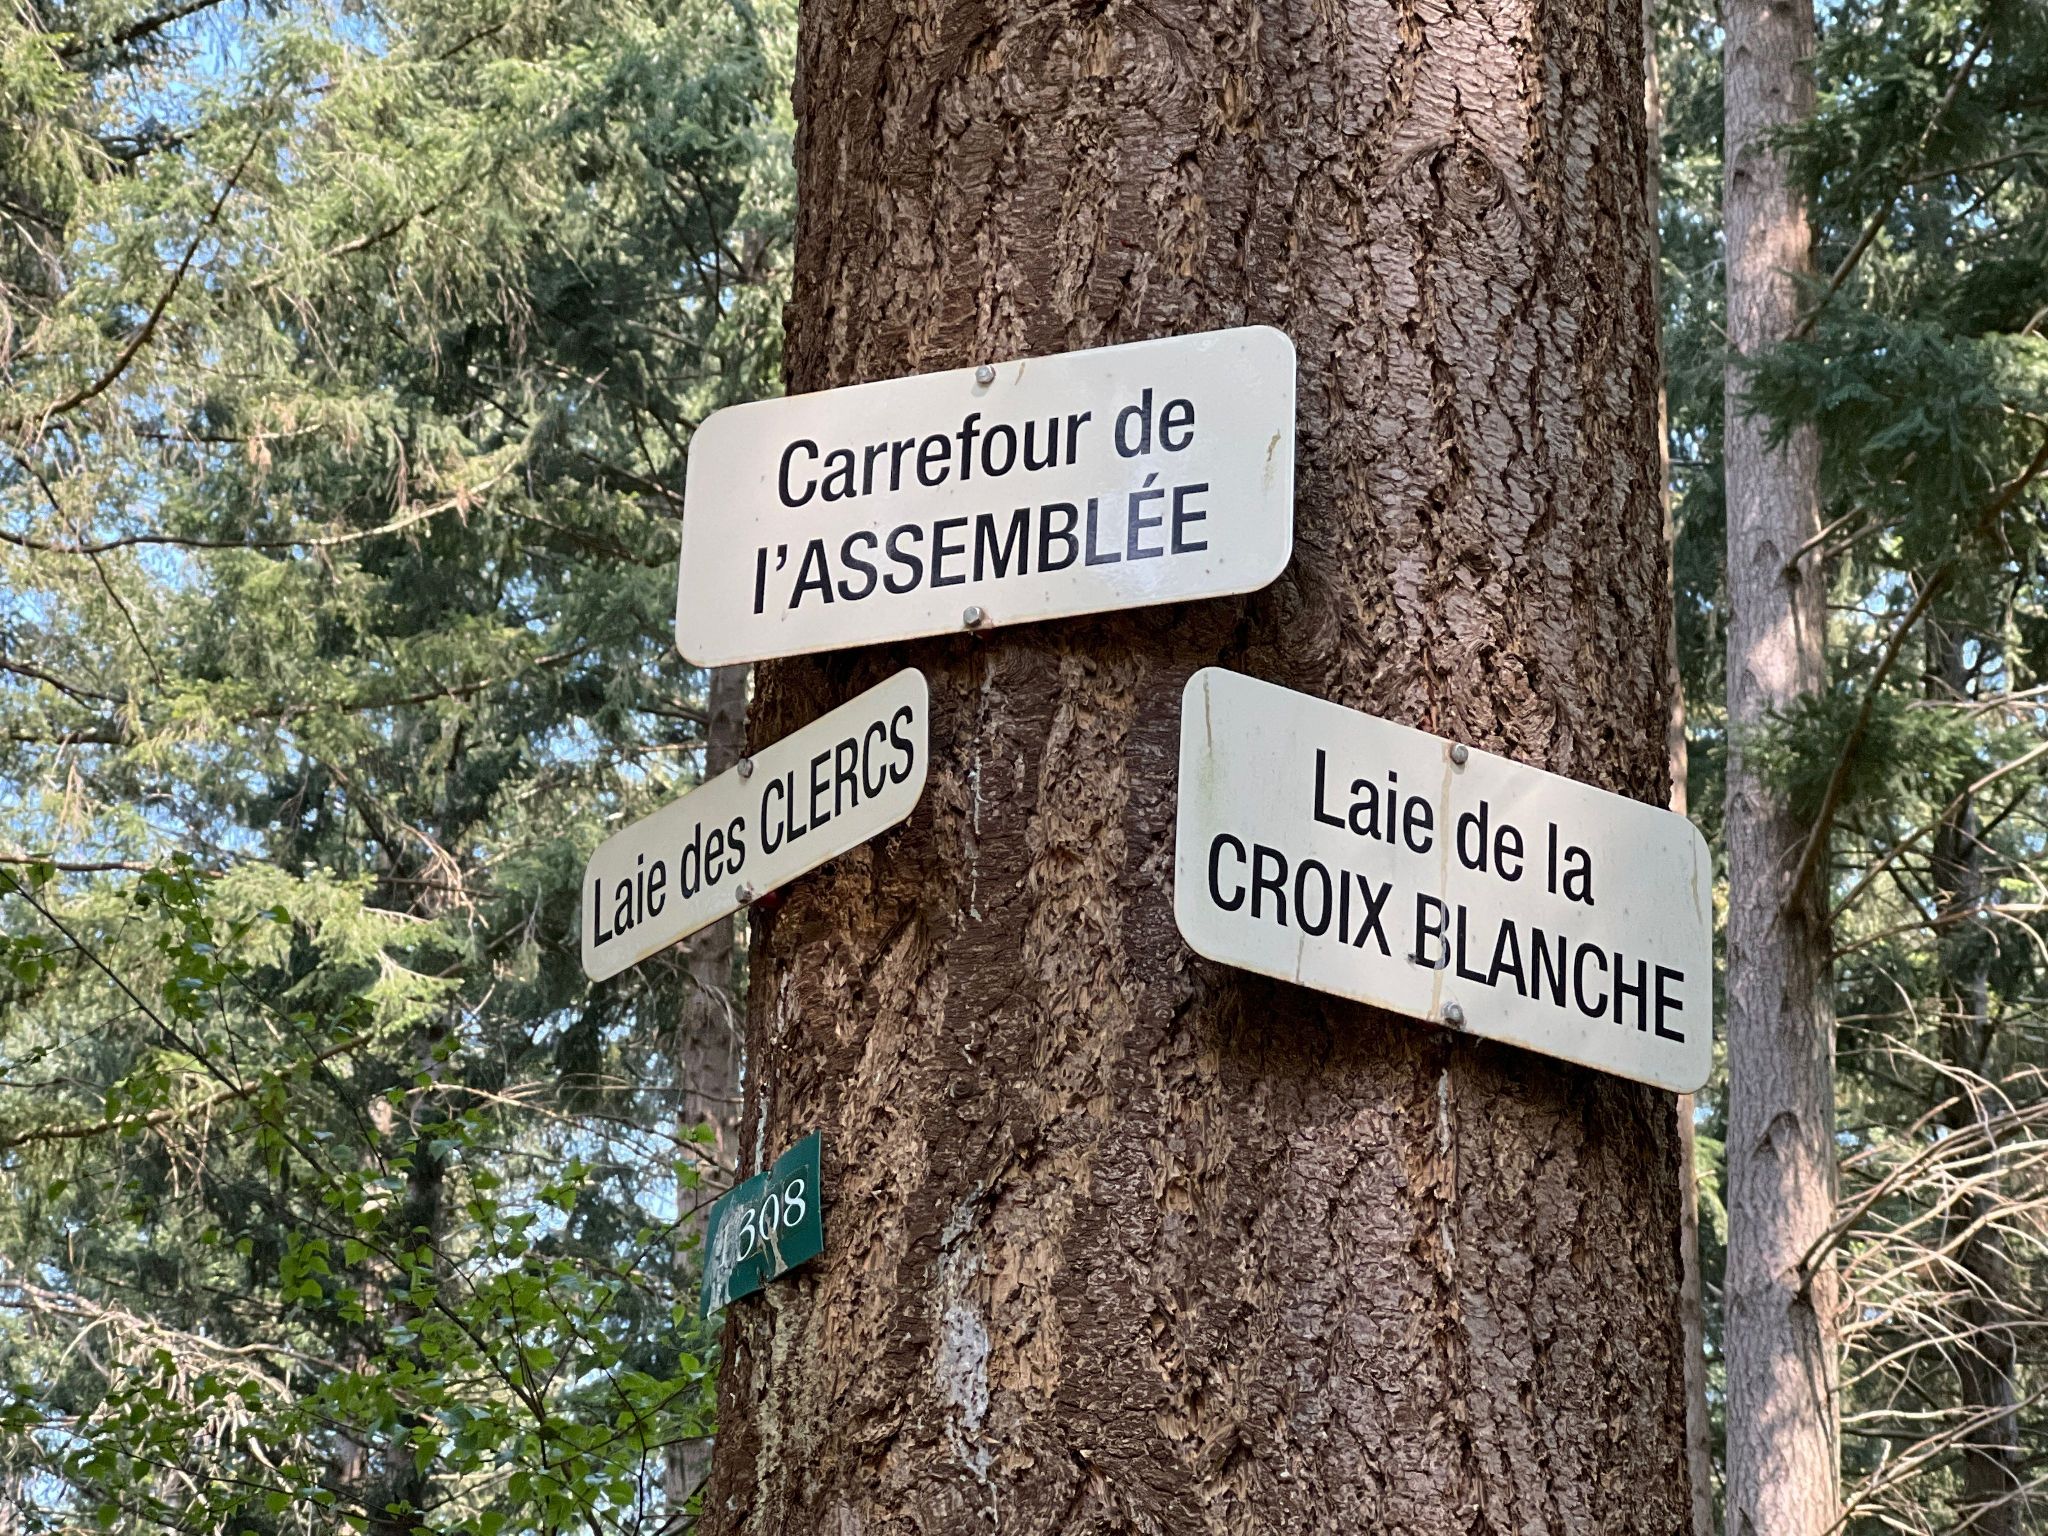 Carrefour de
l'ASSEMBLÉE
Laie des CLERCS
Laie de la
CROIX BLANCHE
308